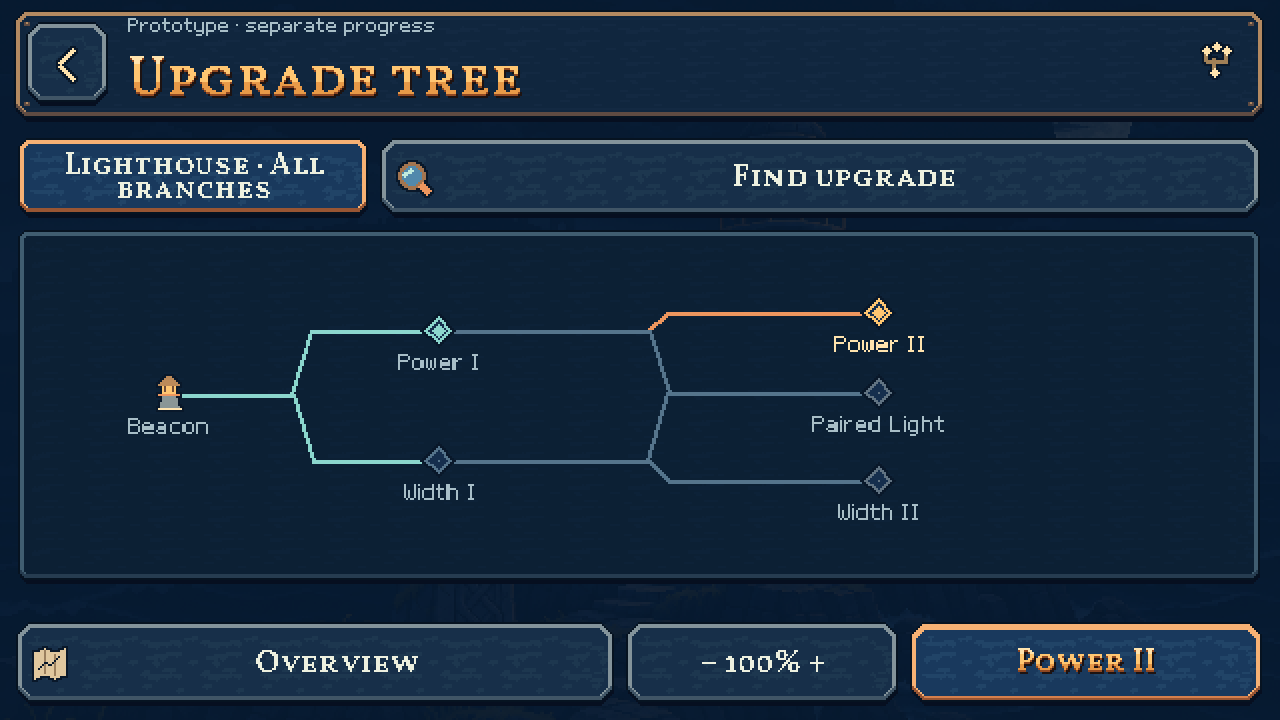 Prototype · separate progress
Upgrade tree
Lighthouse · All
branches
Find upgrade
Power II
Power I
Paired Light
Beacon
Width I
Width II
Overview
− 100% +
Power II